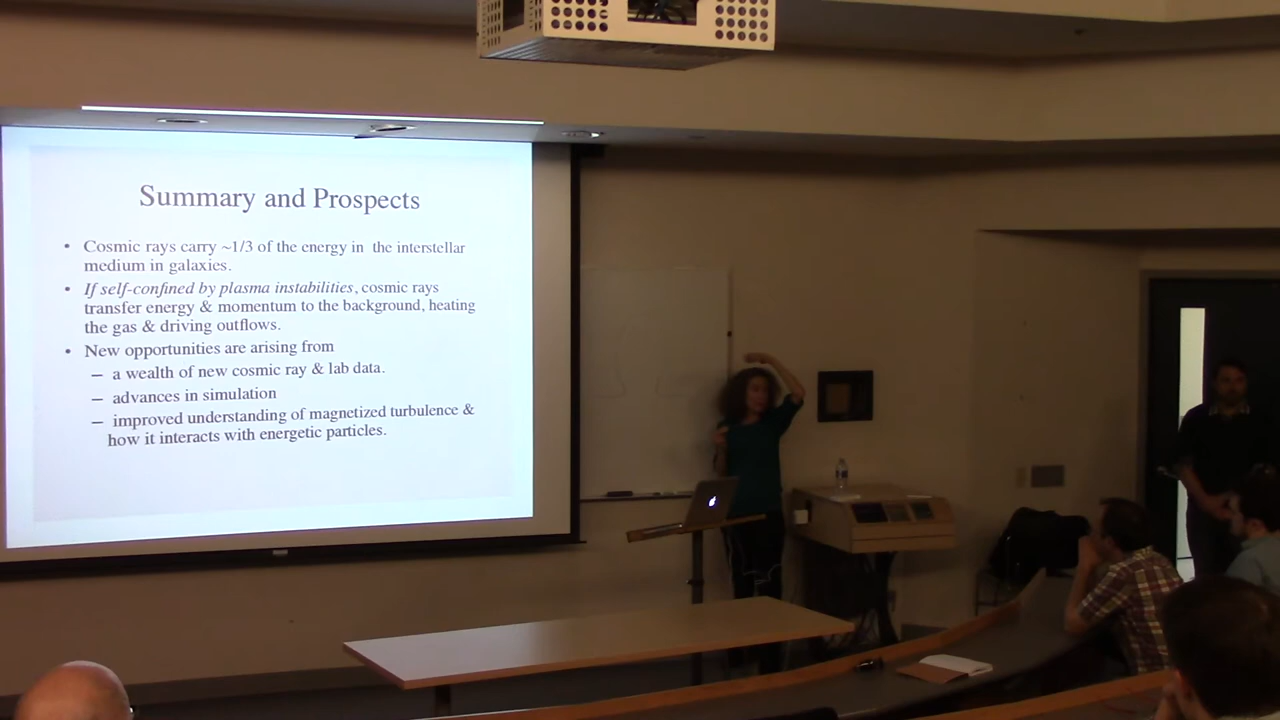 Summary and Prospects
• Cosmic rays carry ~1/3 of the energy in the interstellar
medium in galaxies.
• If self-confined by plasma instabilities, cosmic rays
transfer energy & momentum to the background, heating
the gas & driving outflows.
• New opportunities are arising from
– a wealth of new cosmic ray & lab data.
– advances in simulation
– improved understanding of magnetized turbulence &
how it interacts with energetic particles.